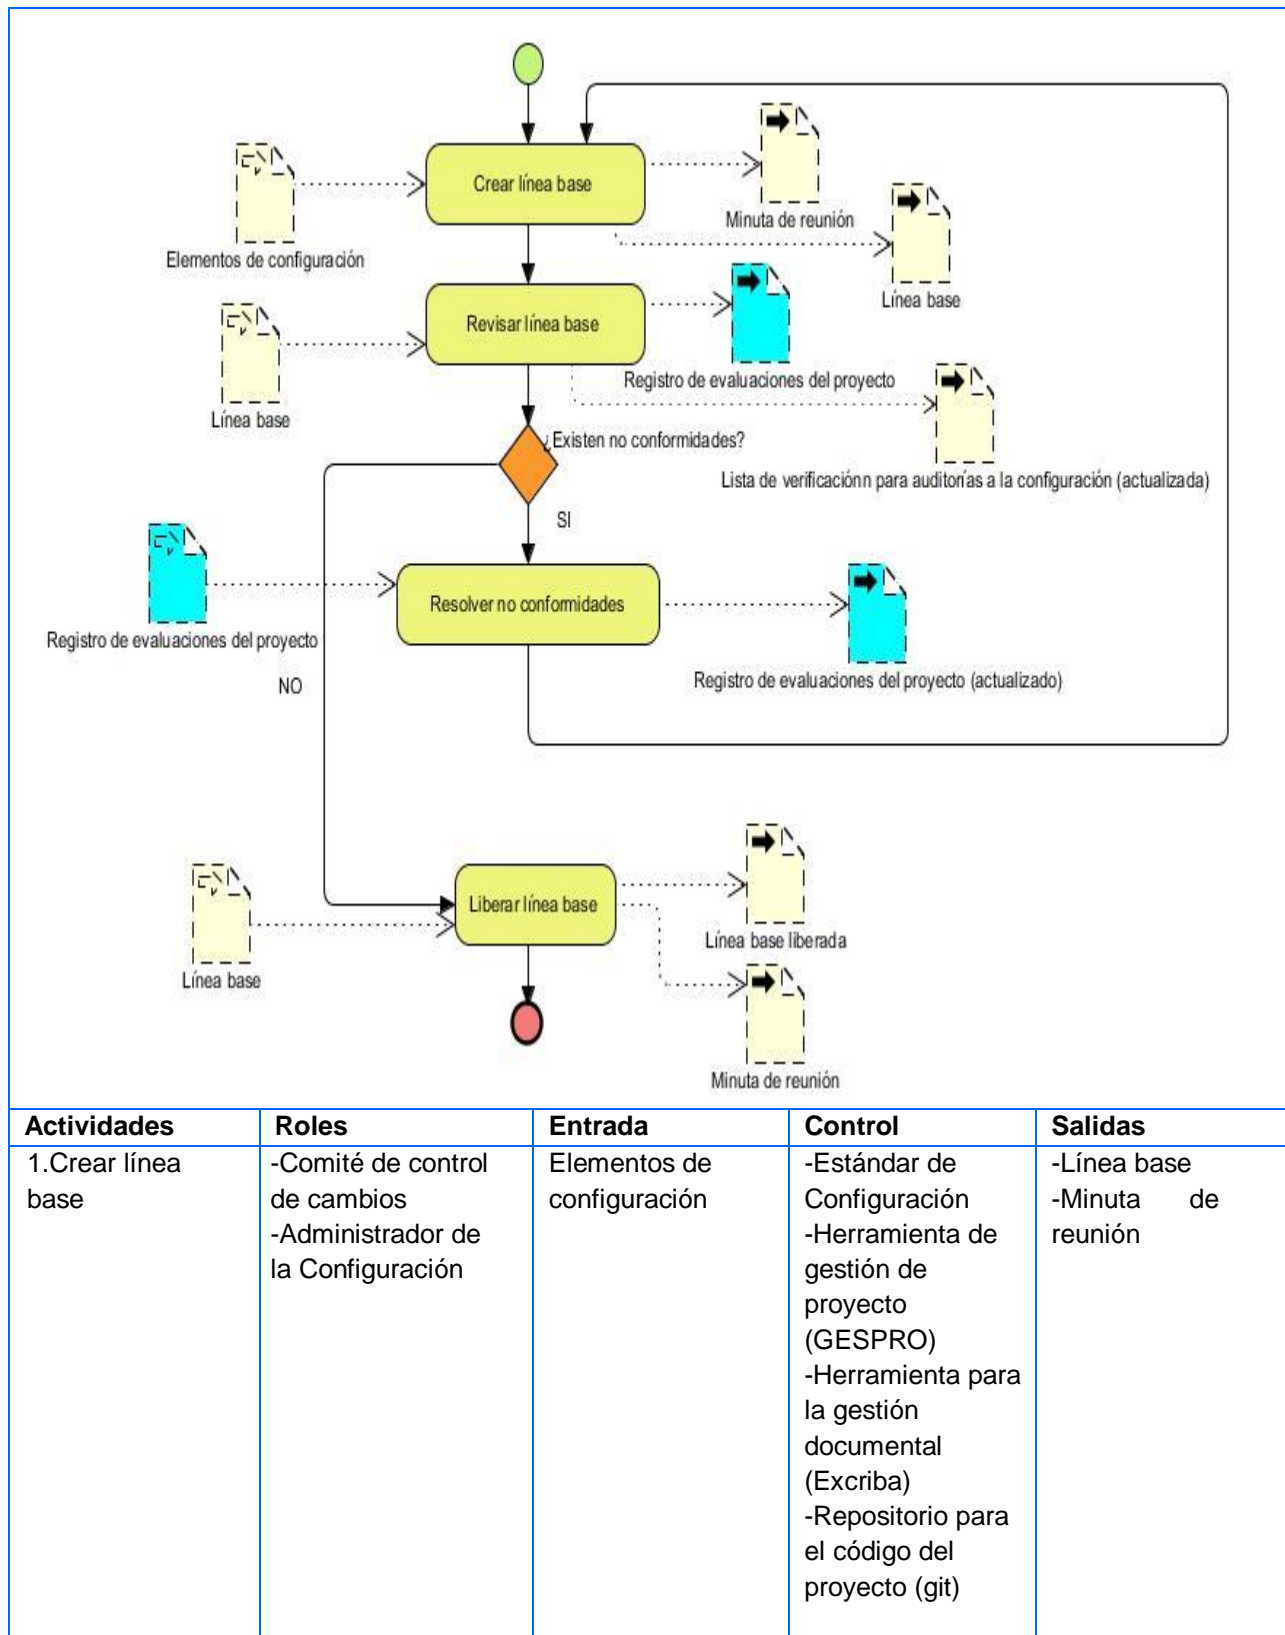 Crear línea base
Minuta de reunión
Elementos de configuración
Línea base
Revisar línea base
Registro de evaluaciones del proyecto
Línea base
¿Existen no conformidades?
Lista de verificaciónn para auditorías a la configuración (actualizada)
SI
Resolver no conformidades
Registro de evaluaciones del proyecto
Registro de evaluaciones del proyecto (actualizado)
NO
Liberar línea base
Línea base liberada
Línea base
Minuta de reunión
Actividades
Roles
Entrada
Control
Salidas
1.Crear línea
base
-Comité de control
de cambios
-Administrador de
la Configuración
Elementos de
configuración
-Estándar de
Configuración
-Herramienta de
gestión de
proyecto
(GESPRO)
-Herramienta para
la gestión
documental
(Excriba)
-Repositorio para
el código del
proyecto (git)
-Línea base
-Minuta de
reunión